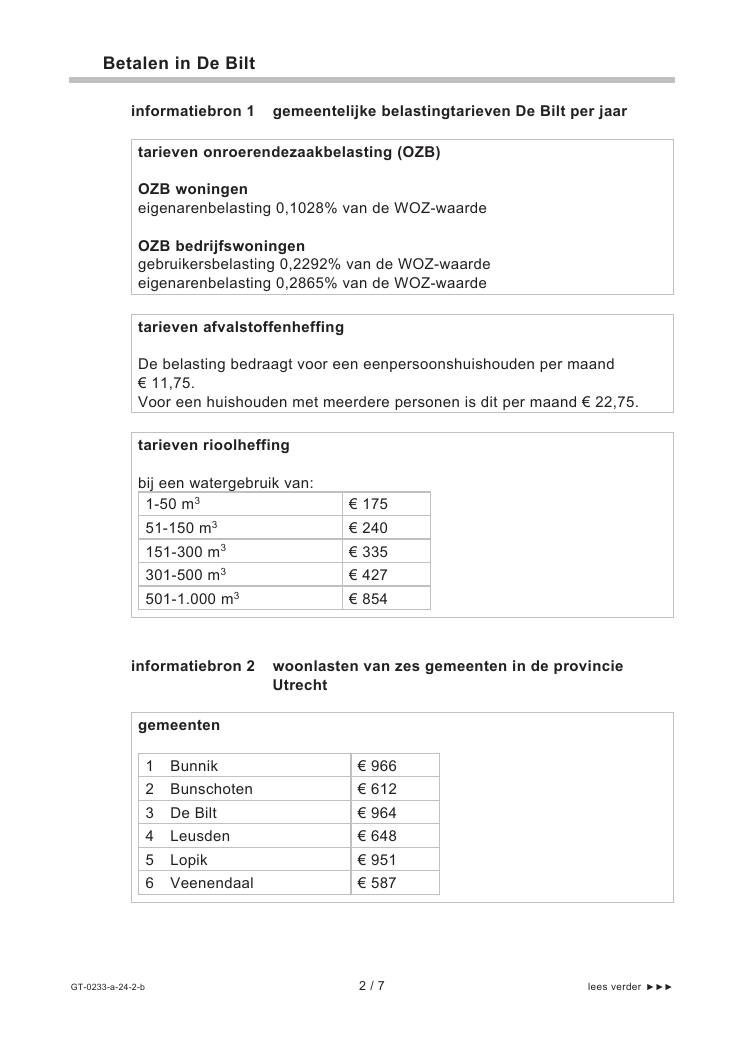 Betalen in De Bilt
informatiebron 1 gemeentelijke belastingtarieven De Bilt per jaar
tarieven onroerendezaakbelasting (OZB)
OZB woningen
eigenarenbelasting 0,1028% van de WOZ-waarde
OZB bedrijfswoningen
gebruikersbelasting 0,2292% van de WOZ-waarde
eigenarenbelasting 0,2865% van de WOZ-waarde
tarieven afvalstoffenheffing
De belasting bedraagt voor een eenpersoonshuishouden per maand
€ 11,75.
Voor een huishouden met meerdere personen is dit per maand € 22,75.
tarieven rioolheffing
bij een watergebruik van:
1-50 m³ € 175
51-150 m³ € 240
151-300 m³ € 335
301-500 m³ € 427
501-1.000 m³ € 854
informatiebron 2 woonlasten van zes gemeenten in de provincie
Utrecht
gemeenten
1 Bunnik € 966
2 Bunschoten € 612
3 De Bilt € 964
4 Leusden € 648
5 Lopik € 951
6 Veenendaal € 587
GT-0233-a-24-2-b 2 / 7 lees verder ►►►